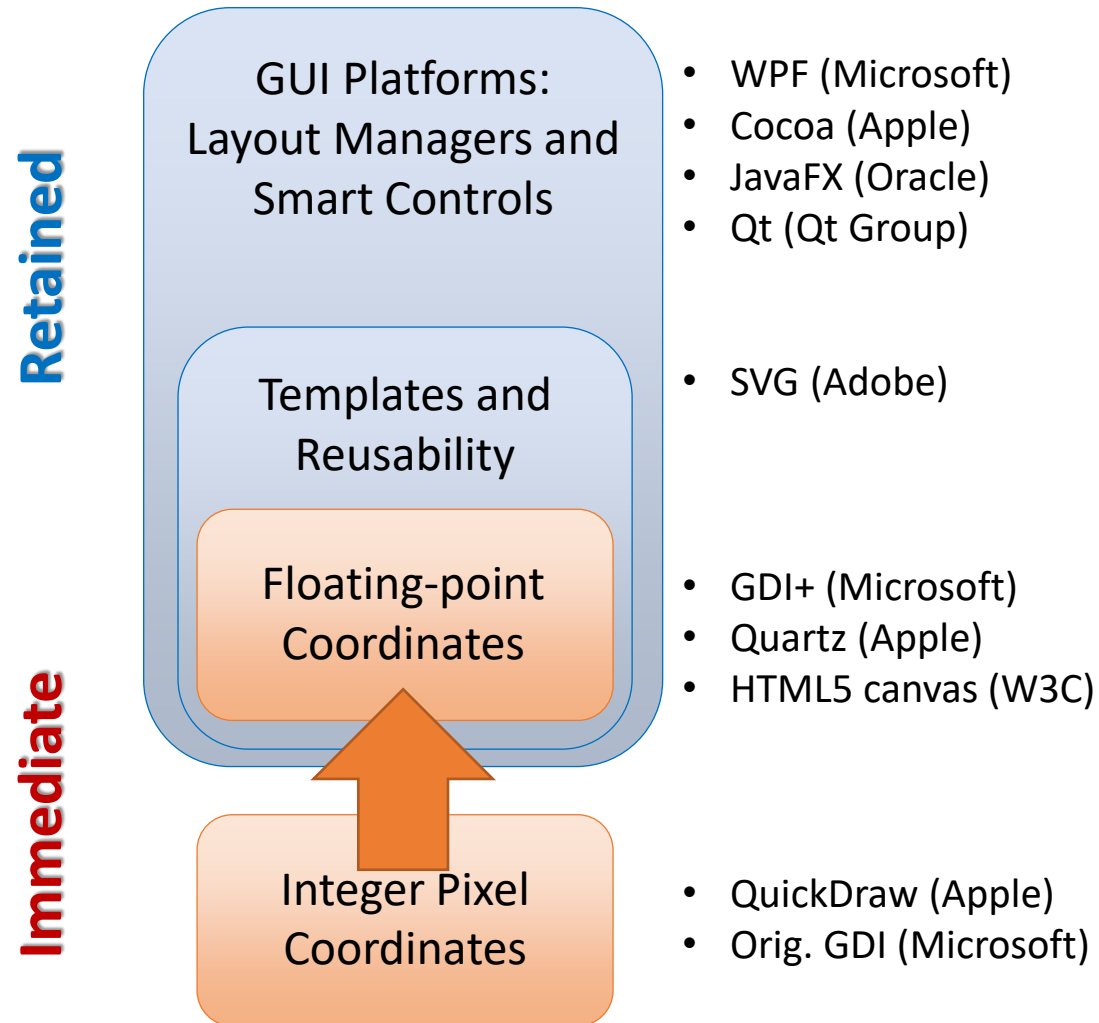 Retained
GUI Platforms:
Layout Managers and
Smart Controls
• WPF (Microsoft)
• Cocoa (Apple)
• JavaFX (Oracle)
• Qt (Qt Group)
Templates and
Reusability
• SVG (Adobe)
Immediate
Floating-point
Coordinates
• GDI+ (Microsoft)
• Quartz (Apple)
• HTML5 canvas (W3C)
Integer Pixel
Coordinates
• QuickDraw (Apple)
• Orig. GDI (Microsoft)